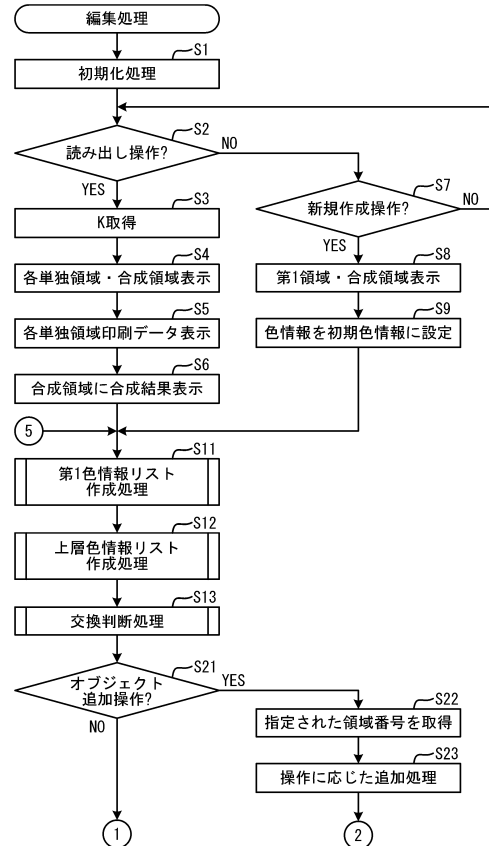 編集処理
S1
初期化処理
S2
読み出し操作?
NO
YES
S3
K取得
S7
新規作成操作?
NO
YES
S4
各単独領域・合成領域表示
S8
第1領域・合成領域表示
S5
各単独領域印刷データ表示
S9
色情報を初期色情報に設定
S6
合成領域に合成結果表示
5
S11
第1色情報リスト
作成処理
S12
上層色情報リスト
作成処理
S13
交換判断処理
S21
オブジェクト
追加操作?
YES
NO
S22
指定された領域番号を取得
S23
操作に応じた追加処理
1
2